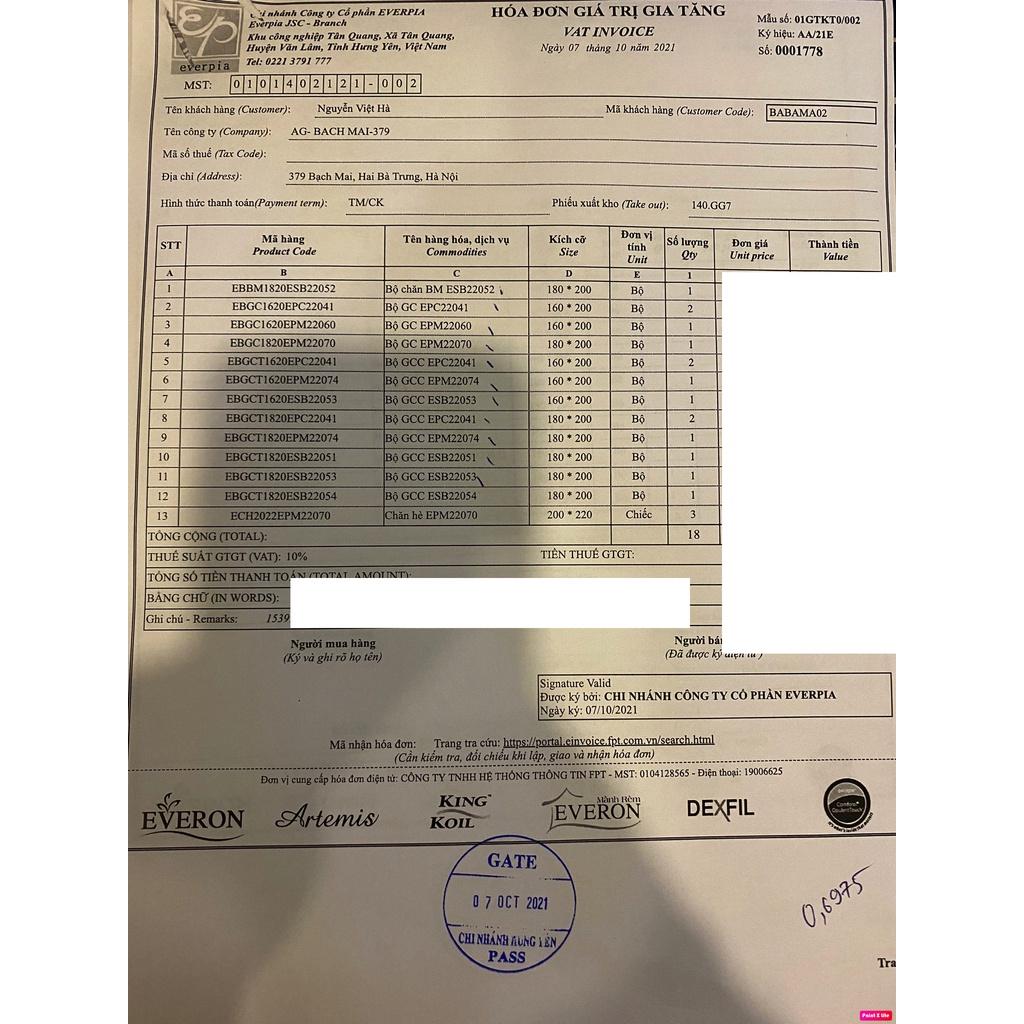 everpia
Chi nhánh Công ty Cổ phần EVERPIA
Everpia JSC - Branch
Khu công nghiệp Tân Quang, Xã Tân Quang,
Huyện Văn Lâm, Tỉnh Hưng Yên, Việt Nam
Tel: 0221 3791 777
HÓA ĐƠN GIÁ TRỊ GIA TĂNG
VAT INVOICE
Ngày 07 tháng 10 năm 2021
Mẫu số: 01GTKT0/002
Ký hiệu: AA/21E
Số: 0001778
MST: 0101402121-002
Tên khách hàng (Customer): Nguyễn Việt Hà Mã khách hàng (Customer Code): BABAMA02
Tên công ty (Company): AG- BACH MAI-379
Mã số thuế (Tax Code):
Địa chỉ (Address): 379 Bạch Mai, Hai Bà Trưng, Hà Nội
Hình thức thanh toán(Payment term): TM/CK Phiếu xuất kho (Take out): 140.GG7
STT Mã hàng Product Code Tên hàng hóa, dịch vụ Commodities Kích cỡ Size Đơn vị tính Unit Số lượng Qty Đơn giá Unit price Thành tiền Value
A B C D E 1
1 EBBM1820ESB22052 Bộ chăn BM ESB22052 180 * 200 Bộ 1
2 EBGC1620EPC22041 Bộ GC EPC22041 160 * 200 Bộ 2
3 EBGC1620EPM22060 Bộ GC EPM22060 160 * 200 Bộ 1
4 EBGC1820EPM22070 Bộ GC EPM22070 180 * 200 Bộ 1
5 EBGCT1620EPC22041 Bộ GCC EPC22041 160 * 200 Bộ 2
6 EBGCT1620EPM22074 Bộ GCC EPM22074 160 * 200 Bộ 1
7 EBGCT1620ESB22053 Bộ GCC ESB22053 160 * 200 Bộ 1
8 EBGCT1820EPC22041 Bộ GCC EPC22041 180 * 200 Bộ 2
9 EBGCT1820EPM22074 Bộ GCC EPM22074 180 * 200 Bộ 1
10 EBGCT1820ESB22051 Bộ GCC ESB22051 180 * 200 Bộ 1
11 EBGCT1820ESB22053 Bộ GCC ESB22053 180 * 200 Bộ 1
12 EBGCT1820ESB22054 Bộ GCC ESB22054 180 * 200 Bộ 1
13 ECH2022EPM22070 Chăn hè EPM22070 200 * 220 Chiếc 3
TỔNG CỘNG (TOTAL): 18
THUẾ SUẤT GTGT (VAT): 10% TIỀN THUẾ GTGT:
TỔNG SỐ TIỀN THANH TOÁN (TOTAL AMOUNT):
BẰNG CHỮ (IN WORDS):
Ghi chú - Remarks: 1539
Người mua hàng Người bán
(Ký và ghi rõ họ tên) (Đã được ký điện tử)
Signature Valid
Được ký bởi: CHI NHÁNH CÔNG TY CỔ PHẦN EVERPIA
Ngày ký: 07/10/2021
Mã nhận hóa đơn: Trang tra cứu: https://portal.einvoice.fpt.com.vn/search.html
(Cần kiểm tra, đối chiếu khi lập, giao và nhận hóa đơn)
Đơn vị cung cấp hóa đơn điện tử: CÔNG TY TNHH HỆ THỐNG THÔNG TIN FPT - MST: 0104128565 - Điện thoại: 19006625
EVERON Artemis KING KOIL Mành Rèm EVERON DEXFIL
GATE
07 OCT 2021
CHI NHÁNH HƯNG YÊN
PASS
0,6975
Tra